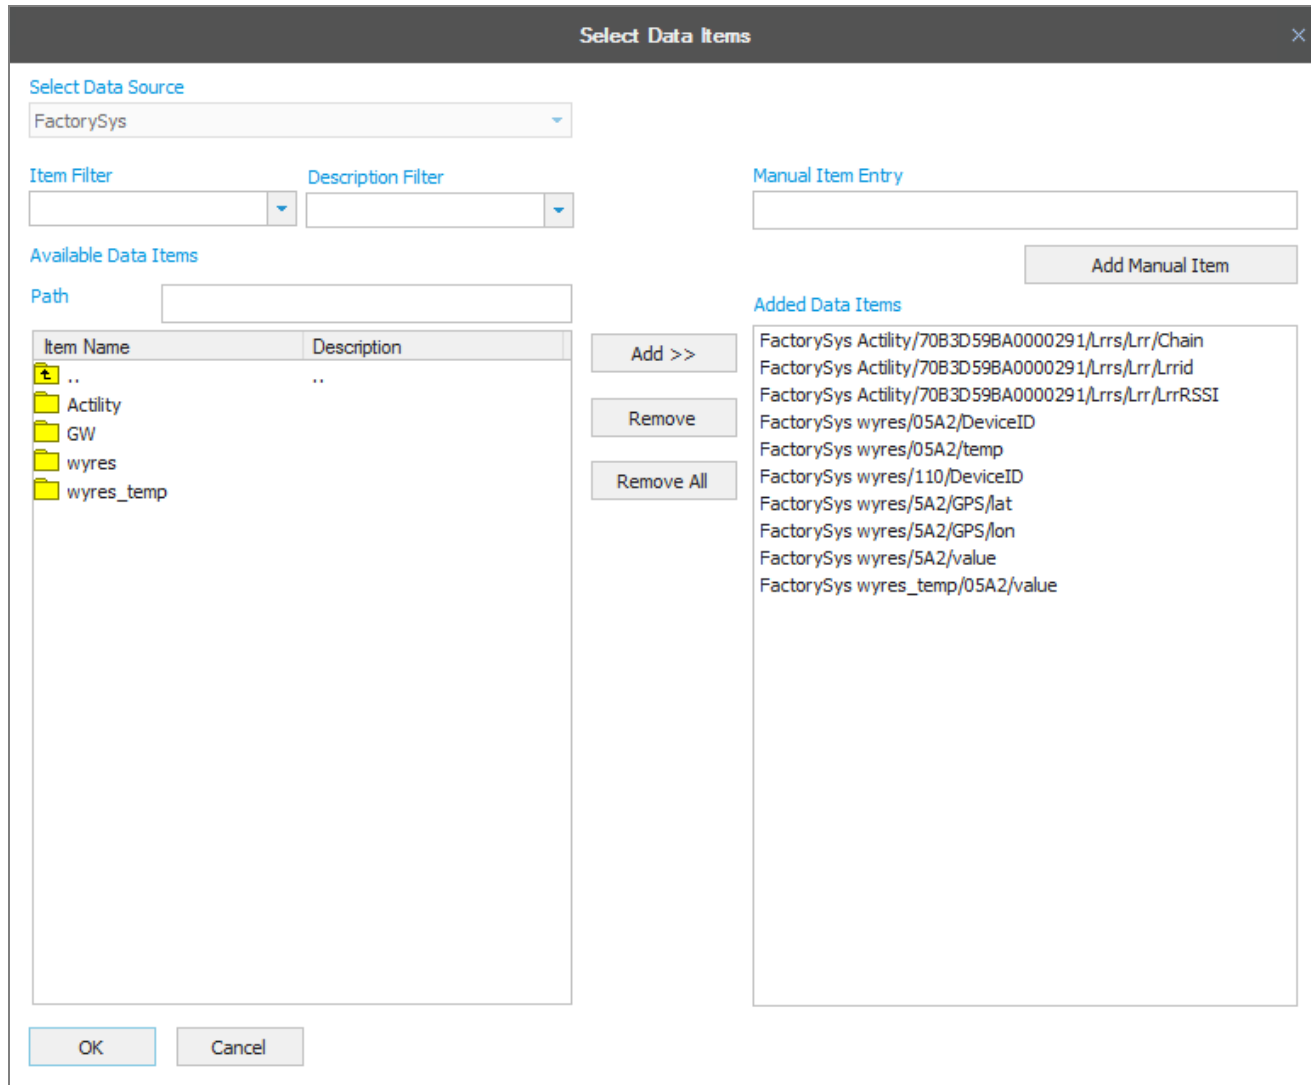 Select Data Items
Select Data Source
FactorySys
Item Filter
Description Filter
Manual Item Entry
Available Data Items
Add Manual Item
Path
Added Data Items
Item Name Description
.. ..
Actility
GW
wyres
wyres_temp
Add >>
Remove
Remove All
FactorySys Actility/70B3D59BA0000291/Lrrs/Lrr/Chain
FactorySys Actility/70B3D59BA0000291/Lrrs/Lrr/Lrrid
FactorySys Actility/70B3D59BA0000291/Lrrs/Lrr/LrrRSSI
FactorySys wyres/05A2/DeviceID
FactorySys wyres/05A2/temp
FactorySys wyres/110/DeviceID
FactorySys wyres/5A2/GPS/lat
FactorySys wyres/5A2/GPS/lon
FactorySys wyres/5A2/value
FactorySys wyres_temp/05A2/value
OK
Cancel